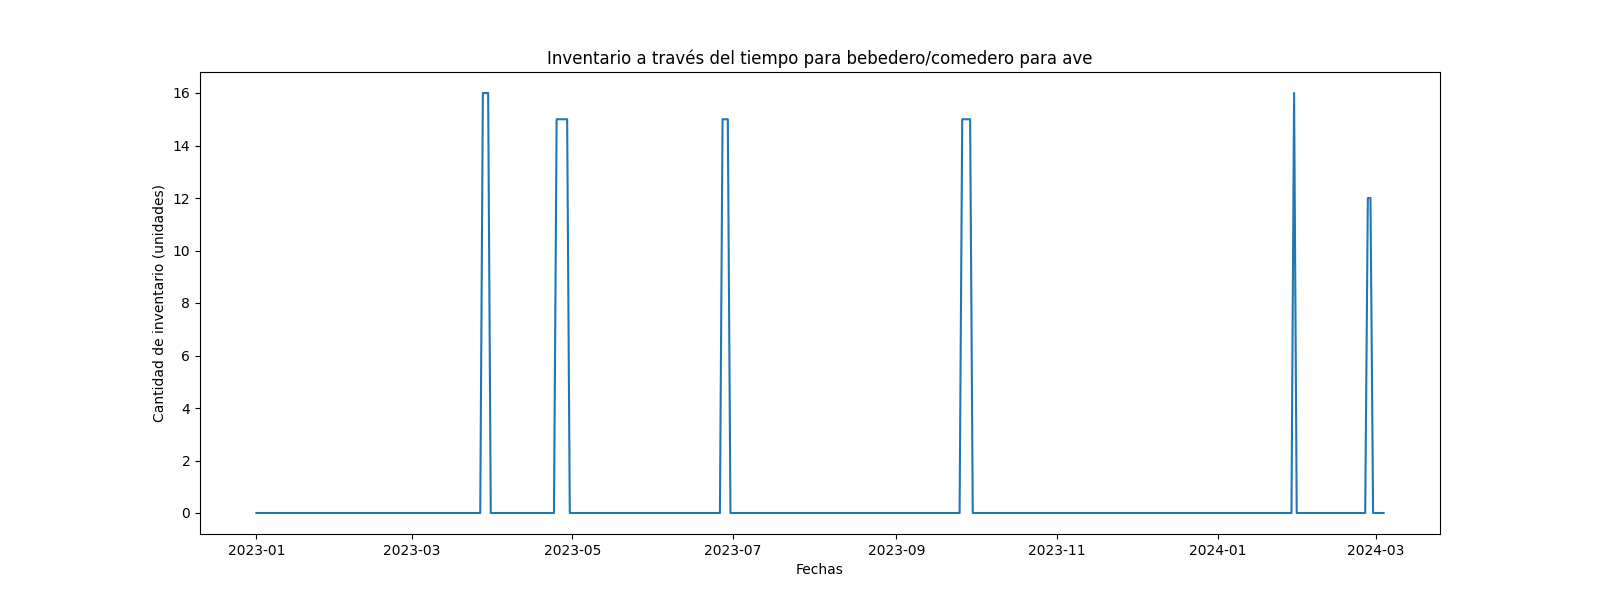 Inventario a través del tiempo para bebedero/comedero para ave
Cantidad de inventario (unidades)
16
14
12
10
8
6
4
2
0
2023-01 2023-03 2023-05 2023-07 2023-09 2023-11 2024-01 2024-03
Fechas